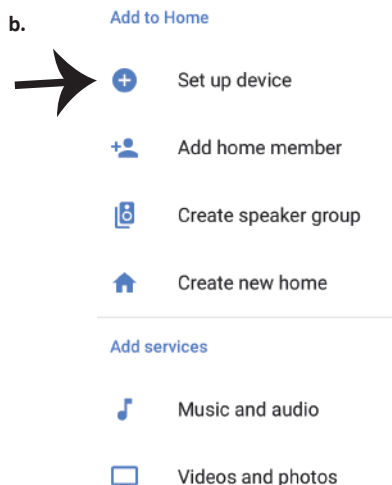 b.
Add to Home
Set up device
Add home member
Create speaker group
Create new home
Add services
Music and audio
Videos and photos